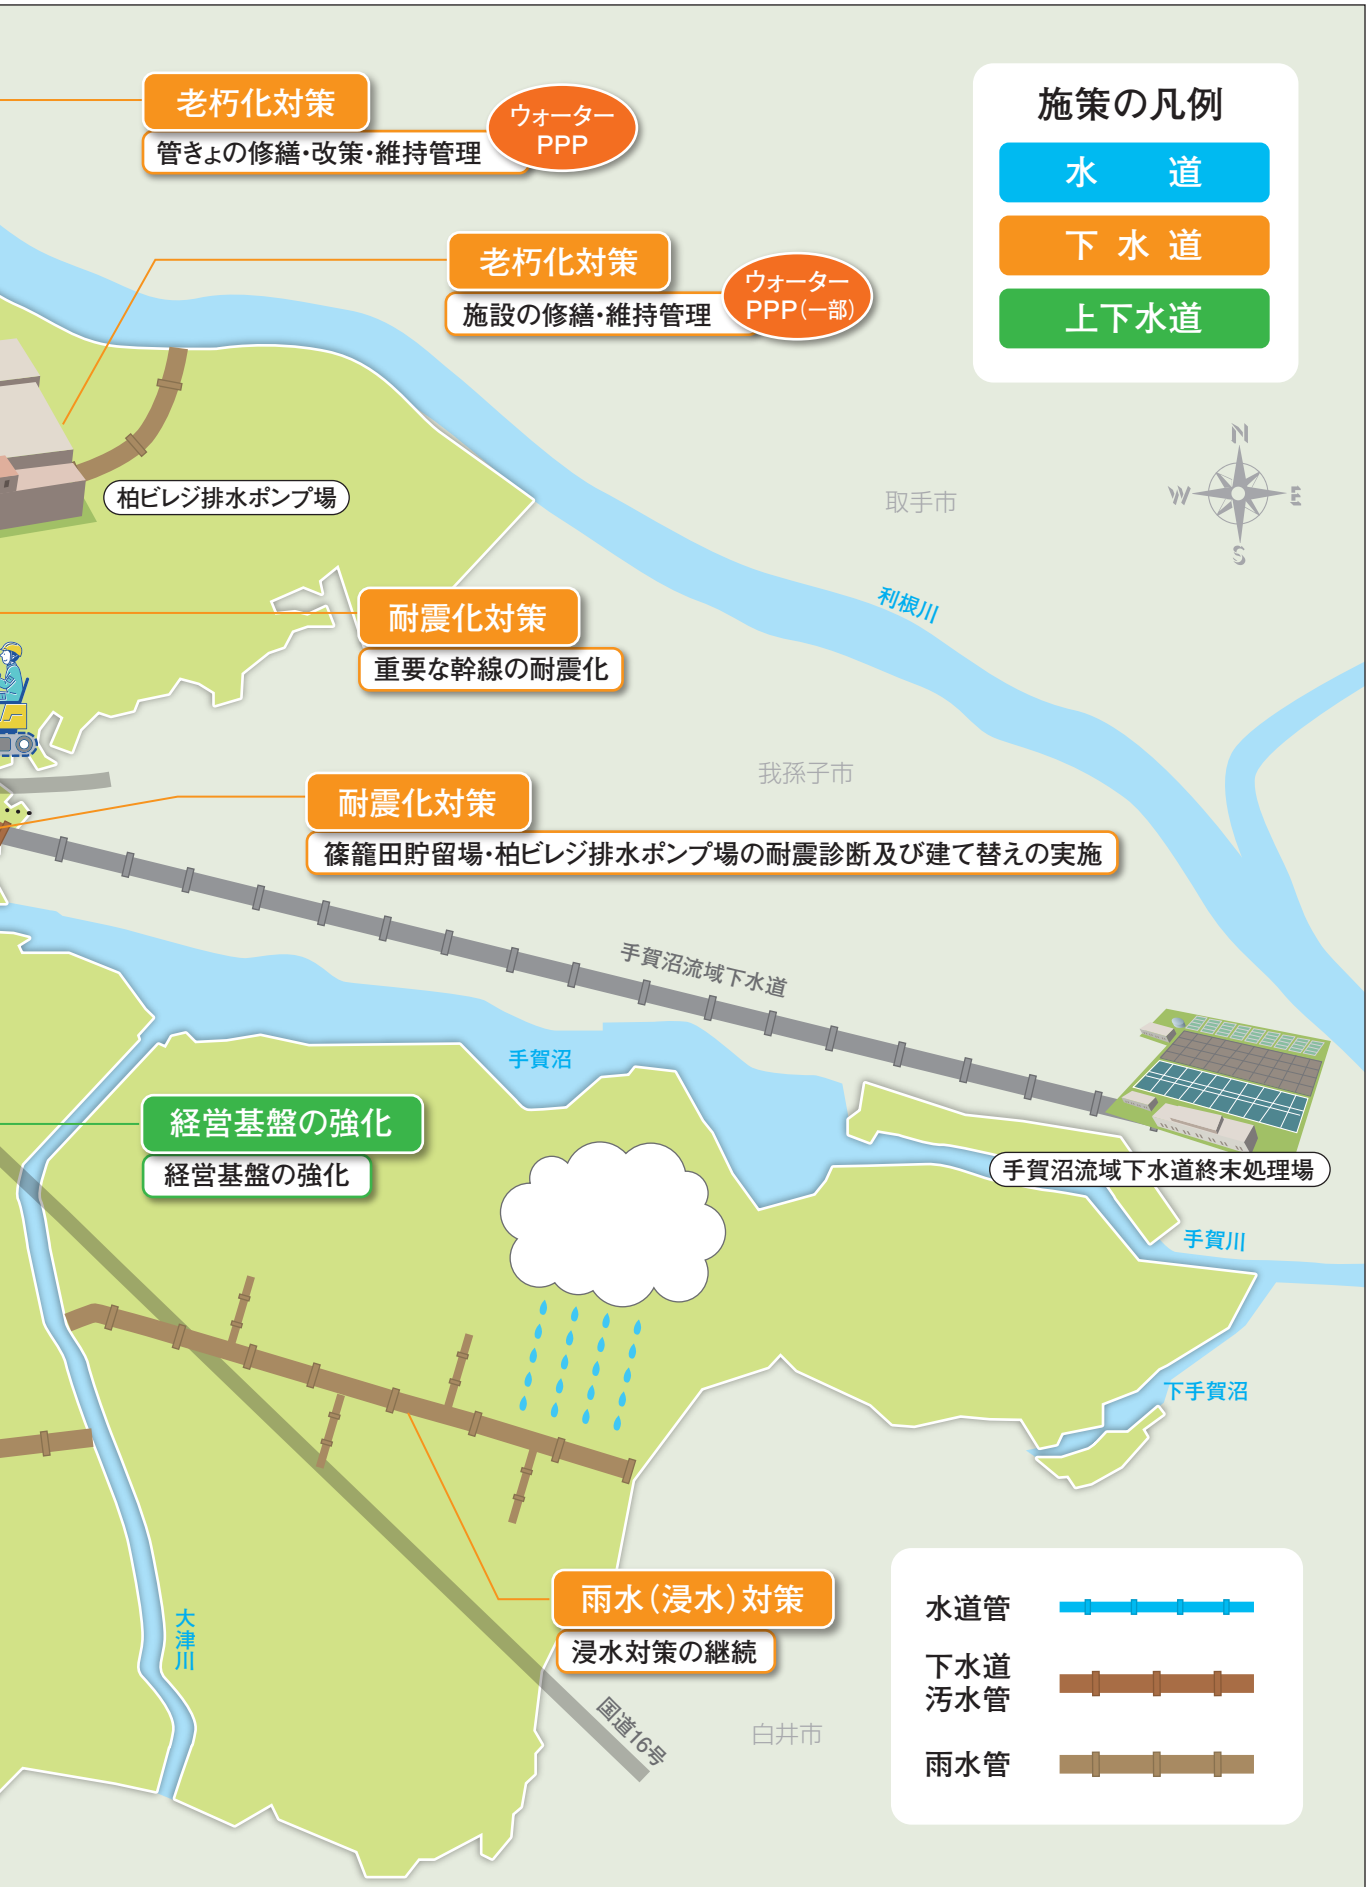 老朽化対策
管きょの修繕・改策・維持管理
ウォーター
PPP
老朽化対策
施設の修繕・維持管理
ウォーター
PPP(一部)
施策の凡例
水 道
下 水 道
上下水道
N
W
E
S
柏ビレジ排水ポンプ場
取手市
利根川
耐震化対策
重要な幹線の耐震化
我孫子市
耐震化対策
篠籠田貯留場・柏ビレジ排水ポンプ場の耐震診断及び建て替えの実施
手賀沼流域下水道
手賀沼
経営基盤の強化
経営基盤の強化
手賀沼流域下水道終末処理場
手賀川
下手賀沼
雨水(浸水)対策
浸水対策の継続
大津川
国道16号
白井市
水道管
下水道
汚水管
雨水管